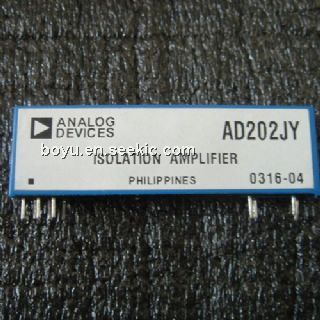 ANALOG
DEVICES
AD202JY
boyu.en.seekic.com
ISOLATION AMPLIFIER
PHILIPPINES
0316-04